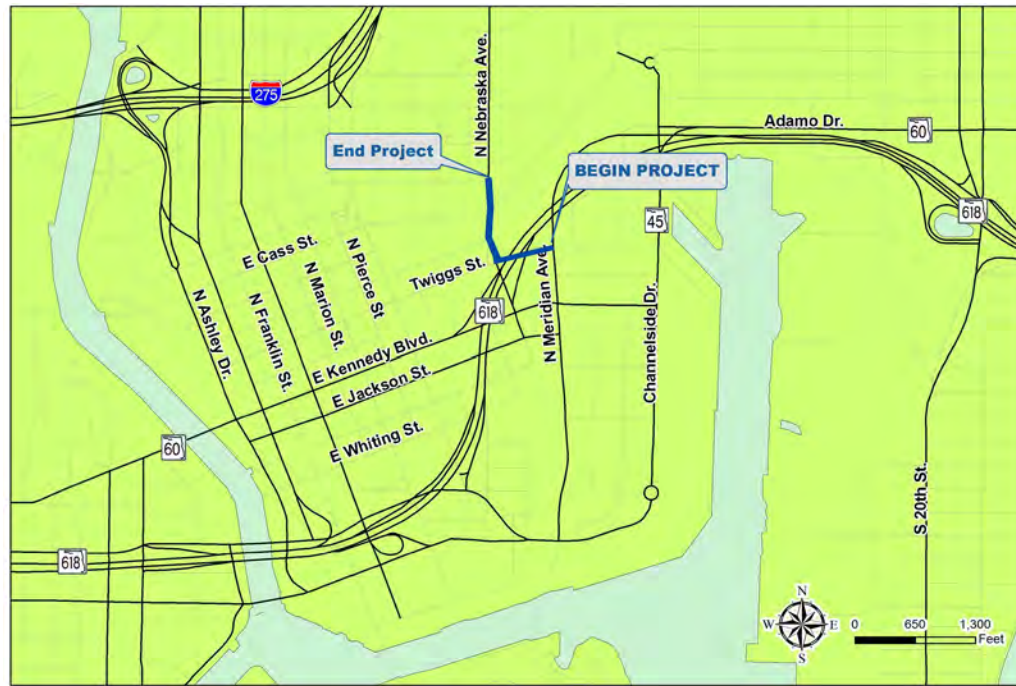 275
N Nebraska Ave.
Adamo Dr.
60
End Project
BEGIN PROJECT
618
45
E Cass St.
N Pierce St
Twiggs St.
N Marion St.
618
N Meridian Ave.
N Ashley Dr.
N Franklin St.
Channelside Dr.
E Kennedy Blvd.
E Jackson St.
60
E Whiting St.
S 20th St.
618
N
W
E
S
0 650 1,300
Feet